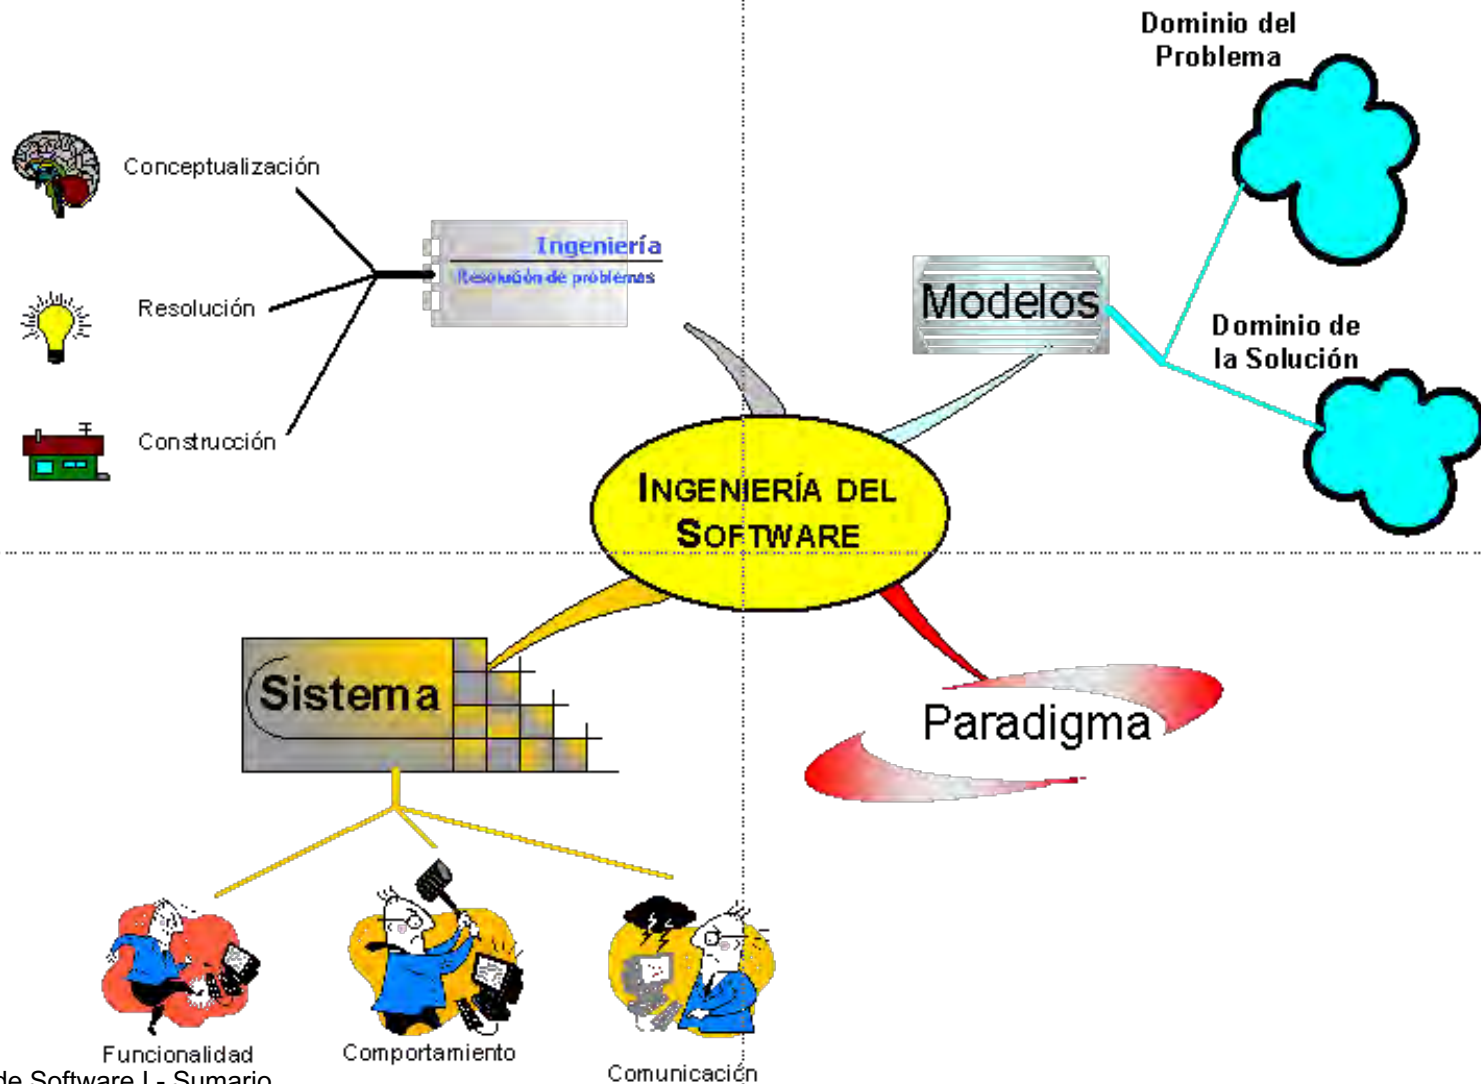 Dominio del
Problema
Conceptualización
Ingeniería
Resolución de problemas
Resolución
Modelos
Dominio de
la Solución
Construcción
INGENIERÍA DEL
SOFTWARE
Sistema
Paradigma
Funcionalidad
Comportamiento
Comunicación
de Software I - Sumario